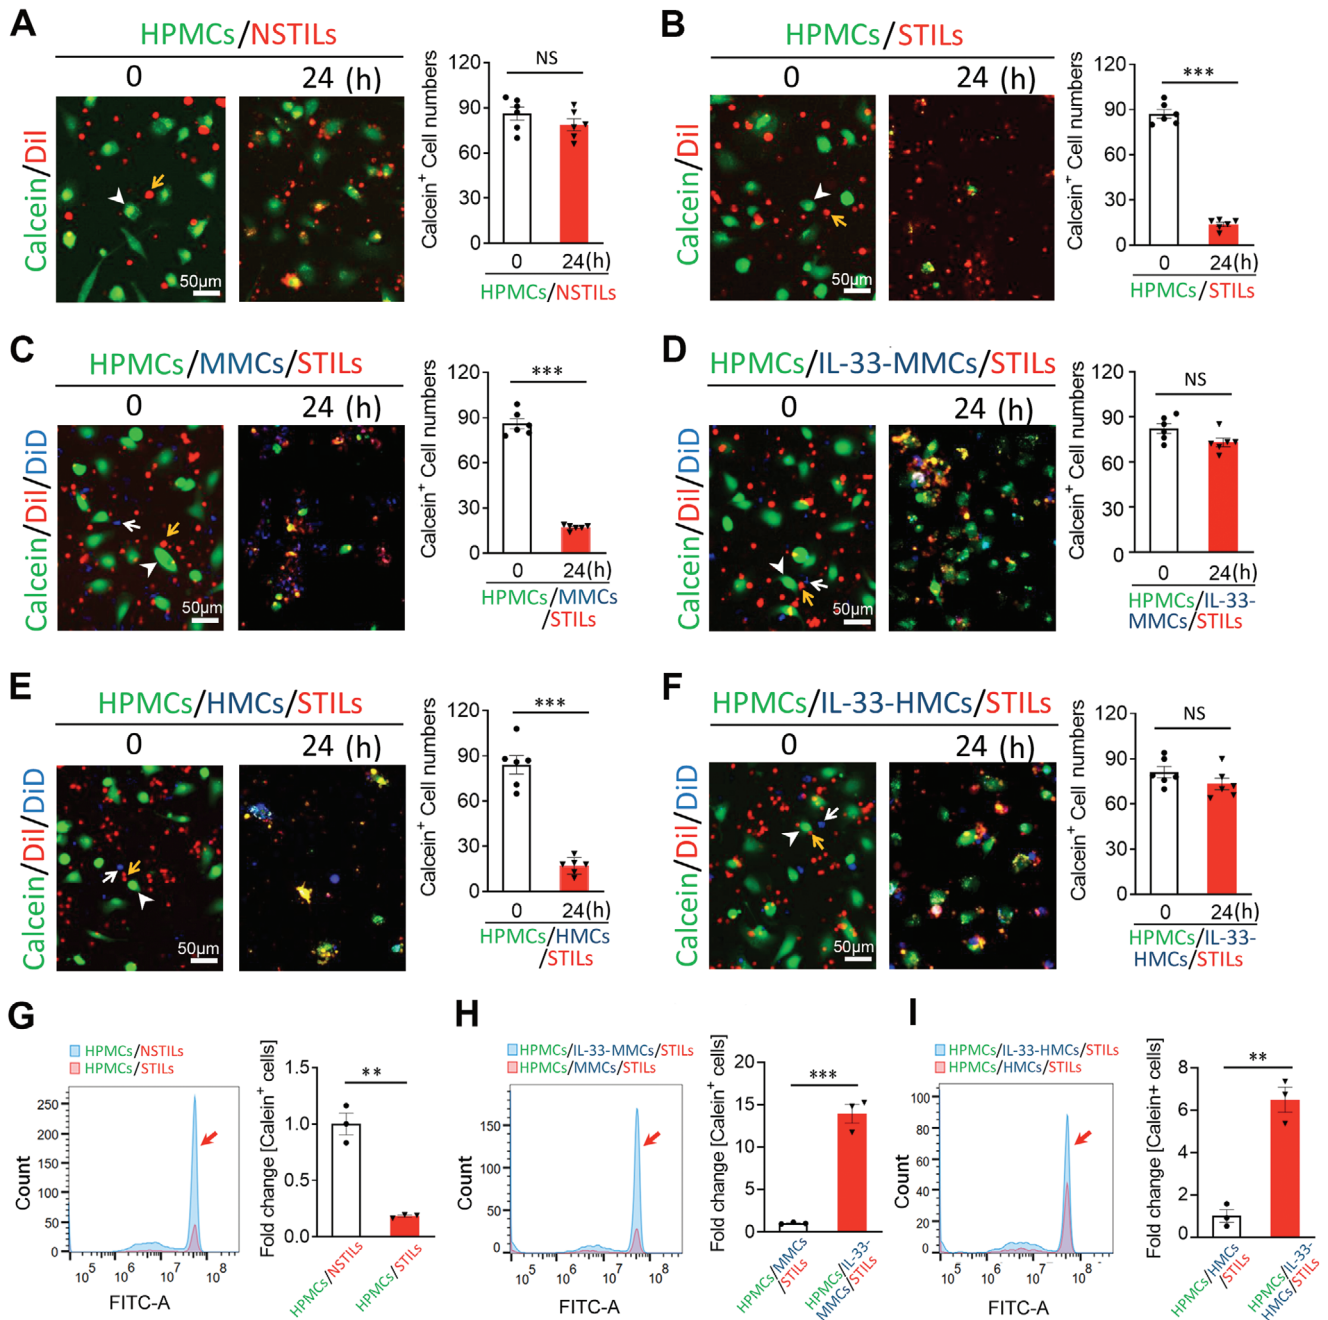 A
HPMCs/NSTILs
0 24 (h)
Calcein/Dil
50μm
Calcein+ Cell numbers
120
90
60
30
0
NS
0 24(h)
HPMCs/NSTILs
B
HPMCs/STILs
0 24 (h)
Calcein/Dil
50μm
Calcein+ Cell numbers
120
90
60
30
0
***
0 24(h)
HPMCs/STILs
C
HPMCs/MMCs/STILs
0 24 (h)
Calcein/Dil/DiD
50μm
Calcein+ Cell numbers
120
90
60
30
0
***
0 24(h)
HPMCs/MMCs
/STILs
D
HPMCs/IL-33-MMCs/STILs
0 24 (h)
Calcein/Dil/DiD
50μm
Calcein+ Cell numbers
120
90
60
30
0
NS
0 24(h)
HPMCs/IL-33-
MMCs/STILs
E
HPMCs/HMCs/STILs
0 24 (h)
Calcein/Dil/DiD
50μm
Calcein+ Cell numbers
120
90
60
30
0
***
0 24(h)
HPMCs/HMCs
/STILs
F
HPMCs/IL-33-HMCs/STILs
0 24 (h)
Calcein/Dil/DiD
50μm
Calcein+ Cell numbers
120
90
60
30
0
NS
0 24(h)
HPMCs/IL-33-
HMCs/STILs
G
HPMCs/NSTILs
HPMCs/STILs
Count
250
200
150
100
50
0
10^5 10^6 10^7 10^8
FITC-A
Fold change [Calcein+ cells]
1.5
1.0
0.5
0.0
**
HPMCs/NSTILs
HPMCs/STILs
H
HPMCs/IL-33-MMCs/STILs
HPMCs/MMCs/STILs
Count
150
100
50
0
10^5 10^6 10^7 10^8
FITC-A
Fold change [Calein+ cells]
20
15
10
5
0
***
HPMCs/MMCs
/STILs
HPMCs/IL-33-
MMCs/STILs
I
HPMCs/IL-33-HMCs/STILs
HPMCs/HMCs/STILs
Count
100
80
60
40
20
0
10^5 10^6 10^7 10^8
FITC-A
Fold change [Calein+ cells]
8
6
4
2
0
**
HPMCs/HMCs
/STILs
HPMCs/IL-33-
HMCs/STILs